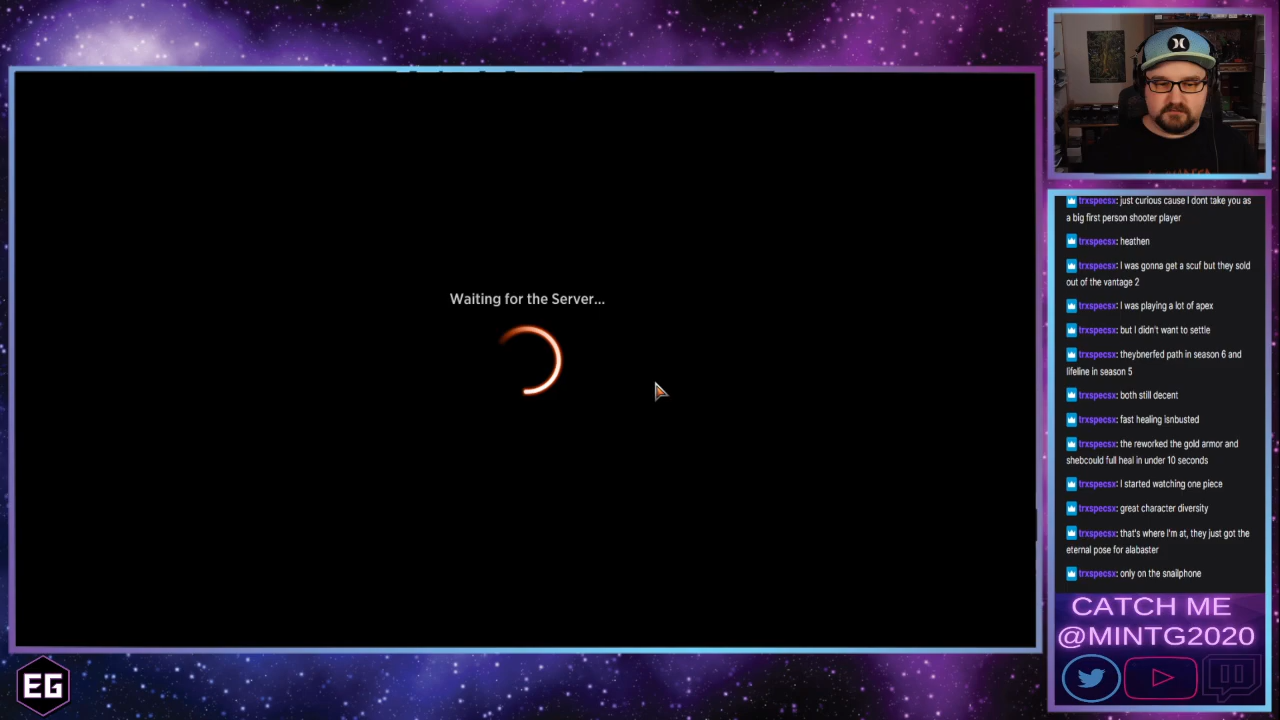 Waiting for the Server...
trxspecsx: just curious cause I dont take you as
a big first person shooter player
trxspecsx: heathen
trxspecsx: I was gonna get a scuf but they sold
out of the vantage 2
trxspecsx: I was playing a lot of apex
trxspecsx: but I didn't want to settle
trxspecsx: theybnerfed path in season 6 and
lifeline in season 5
trxspecsx: both still decent
trxspecsx: fast healing isnbusted
trxspecsx: the reworked the gold armor and
shebcould full heal in under 10 seconds
trxspecsx: I started watching one piece
trxspecsx: great character diversity
trxspecsx: that's where I'm at, they just got the
eternal pose for alabaster
trxspecsx: only on the snailphone
CATCH ME
@MINTG2020
EG